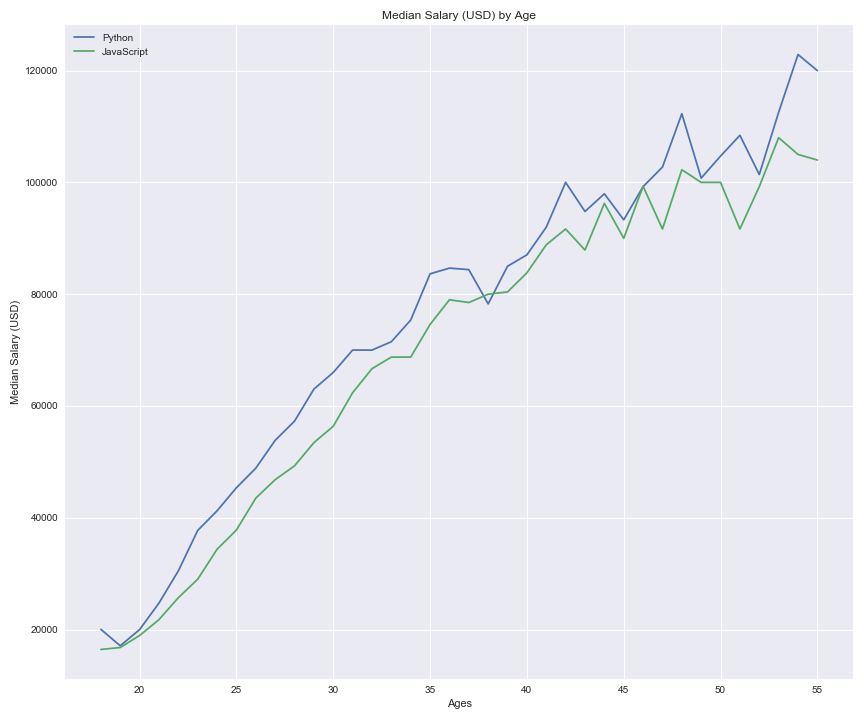 Median Salary (USD) by Age
Python
JavaScript
120000
100000
80000
60000
40000
20000
Median Salary (USD)
20 25 30 35 40 45 50 55
Ages